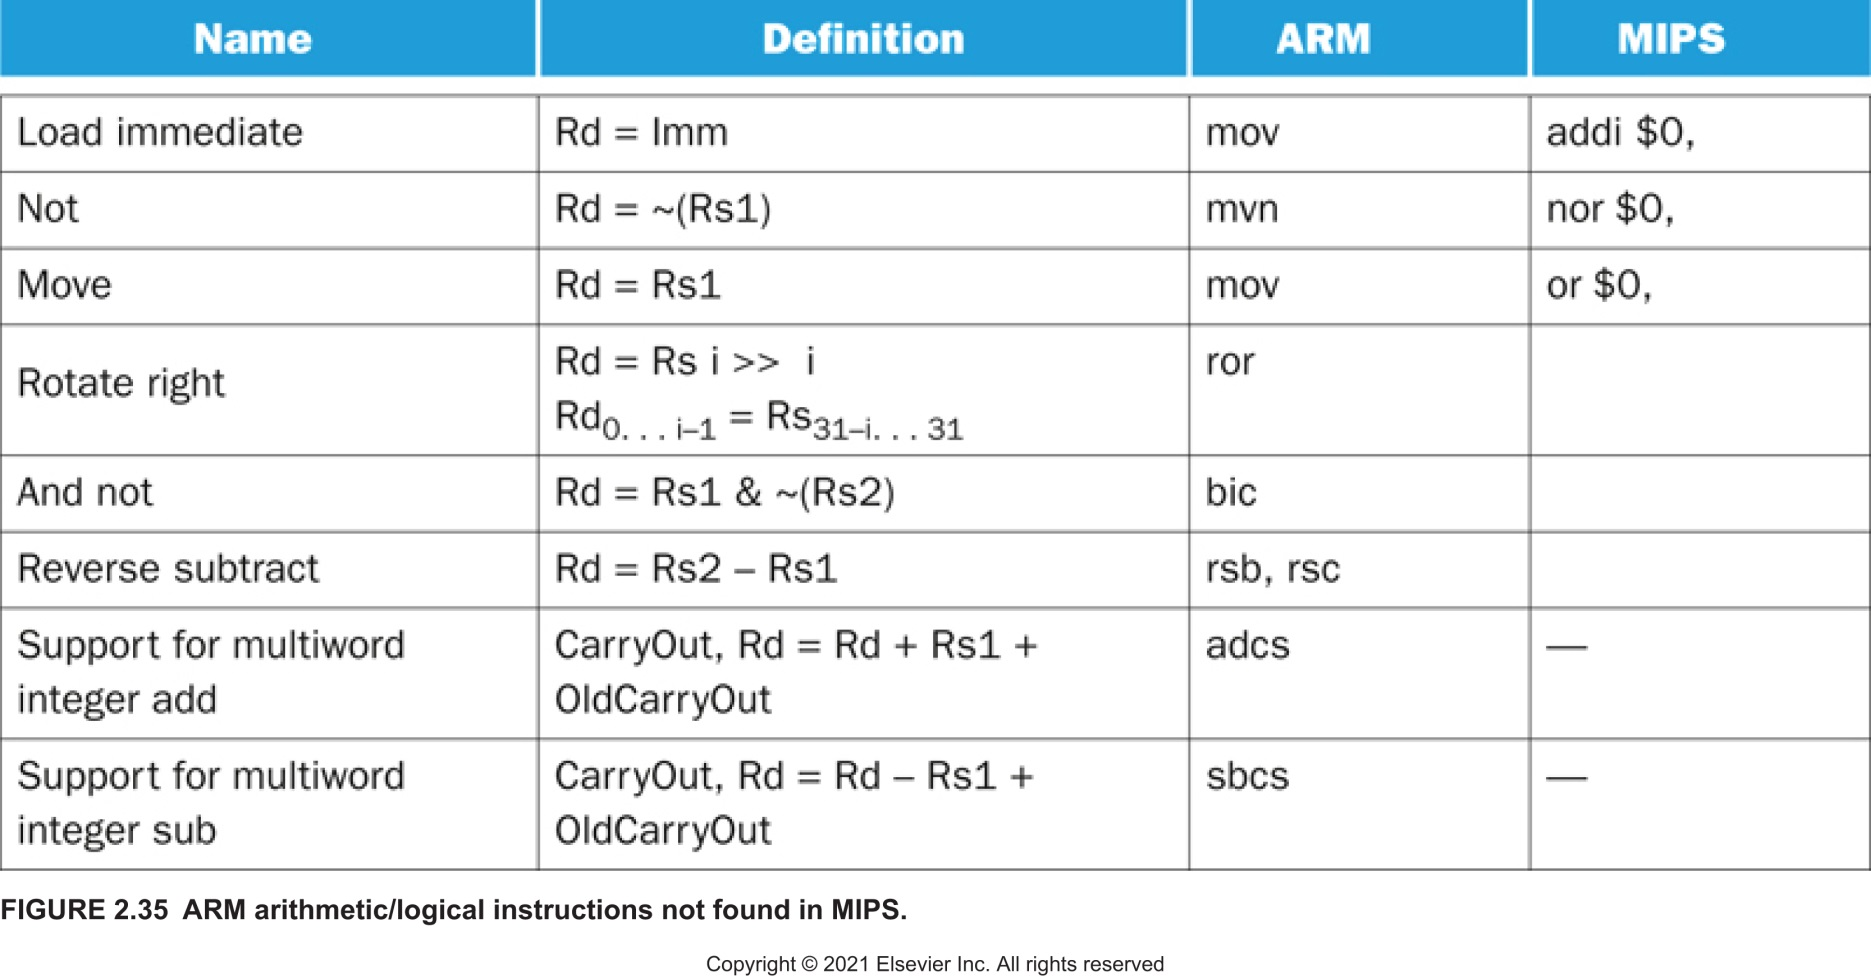 Name Definition ARM MIPS
Load immediate Rd = Imm mov addi $0,
Not Rd = ~(Rs1) mvn nor $0,
Move Rd = Rs1 mov or $0,
Rotate right Rd = Rs i >> i ror
Rd0. . . i–1 = Rs31–i. . . 31
And not Rd = Rs1 & ~(Rs2) bic
Reverse subtract Rd = Rs2 – Rs1 rsb, rsc
Support for multiword CarryOut, Rd = Rd + Rs1 + adcs —
integer add OldCarryOut
Support for multiword CarryOut, Rd = Rd – Rs1 + sbcs —
integer sub OldCarryOut
FIGURE 2.35 ARM arithmetic/logical instructions not found in MIPS.
Copyright © 2021 Elsevier Inc. All rights reserved